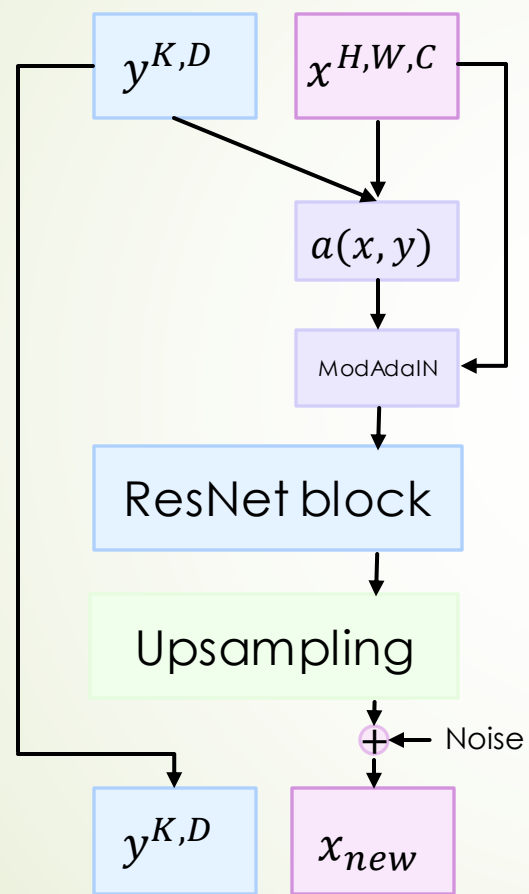 y^{K,D} x^{H,W,C}
a(x, y)
ModAdaIN
ResNet block
Upsampling
+ Noise
y^{K,D} x_{new}